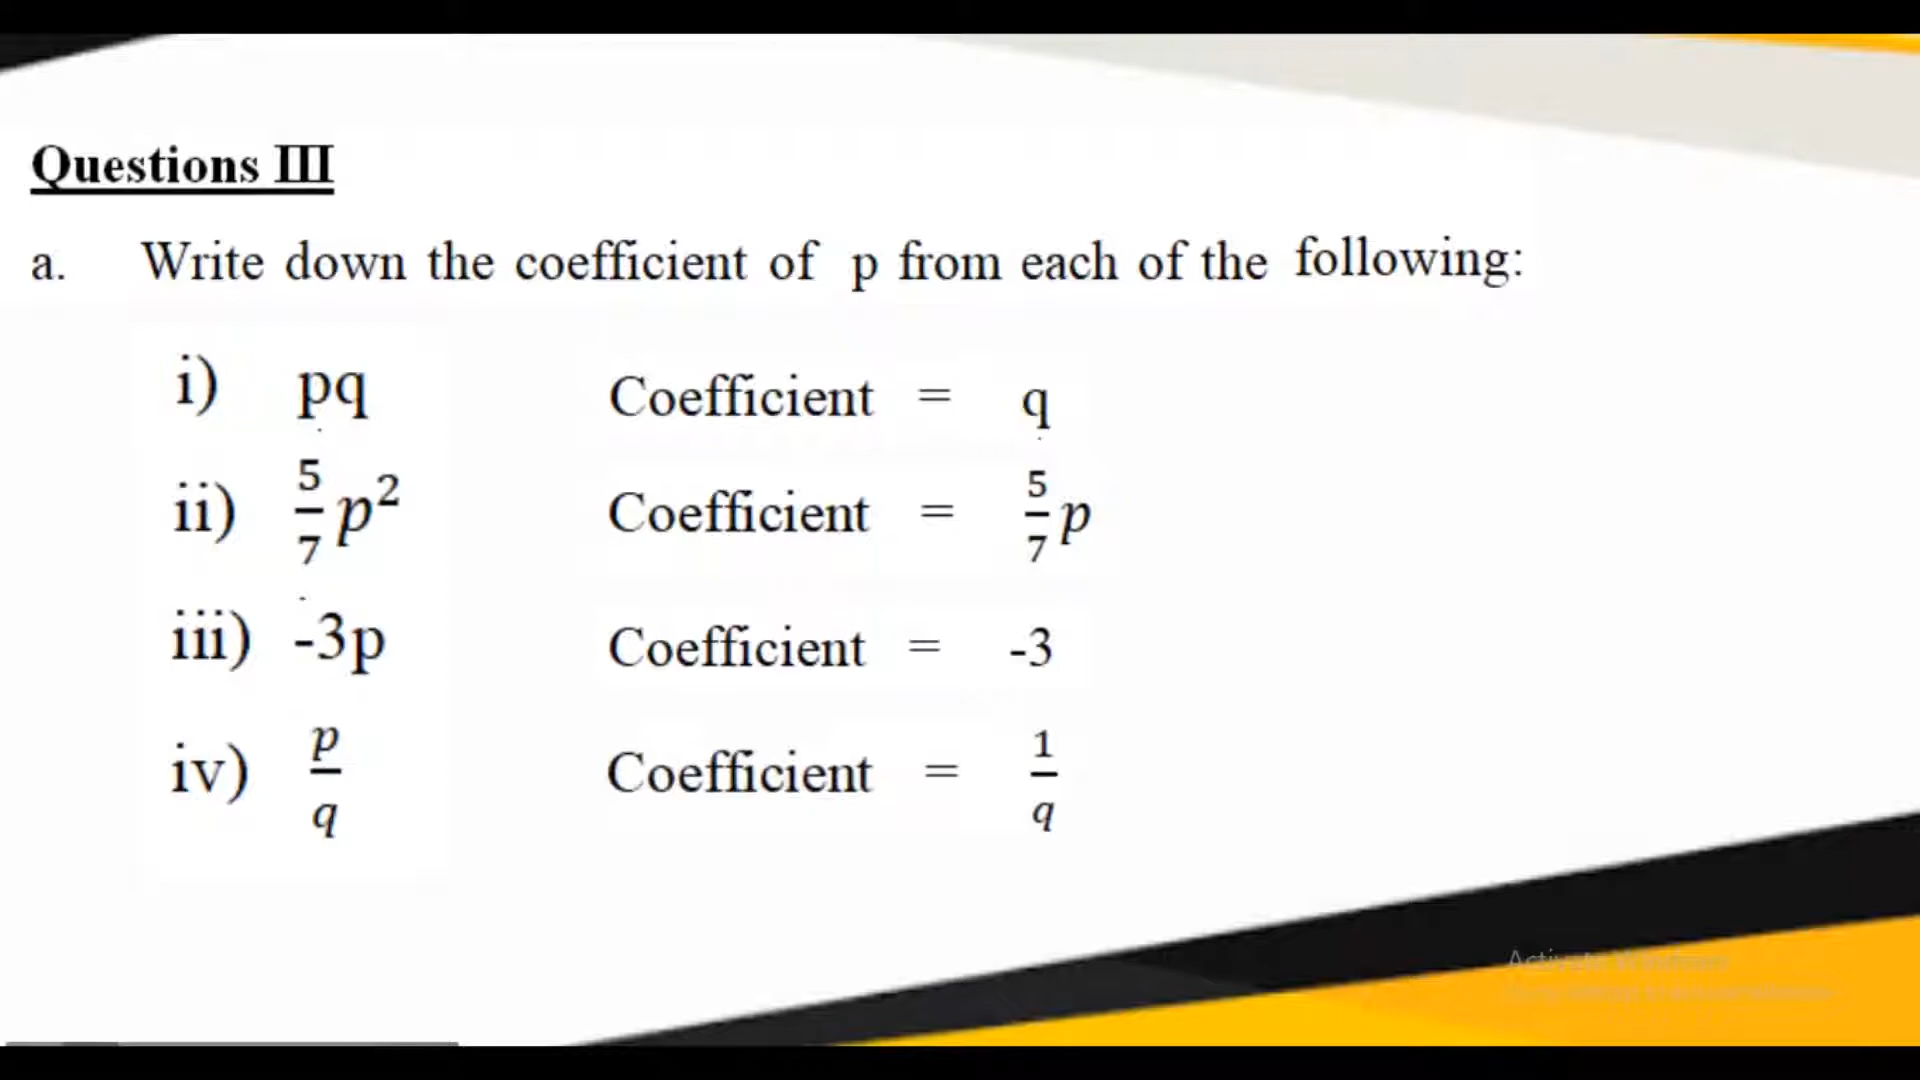 Questions III
a. Write down the coefficient of p from each of the following:
i) pq Coefficient = q
ii) 5/7 p² Coefficient = 5/7 p
iii) -3p Coefficient = -3
iv) p/q Coefficient = 1/q